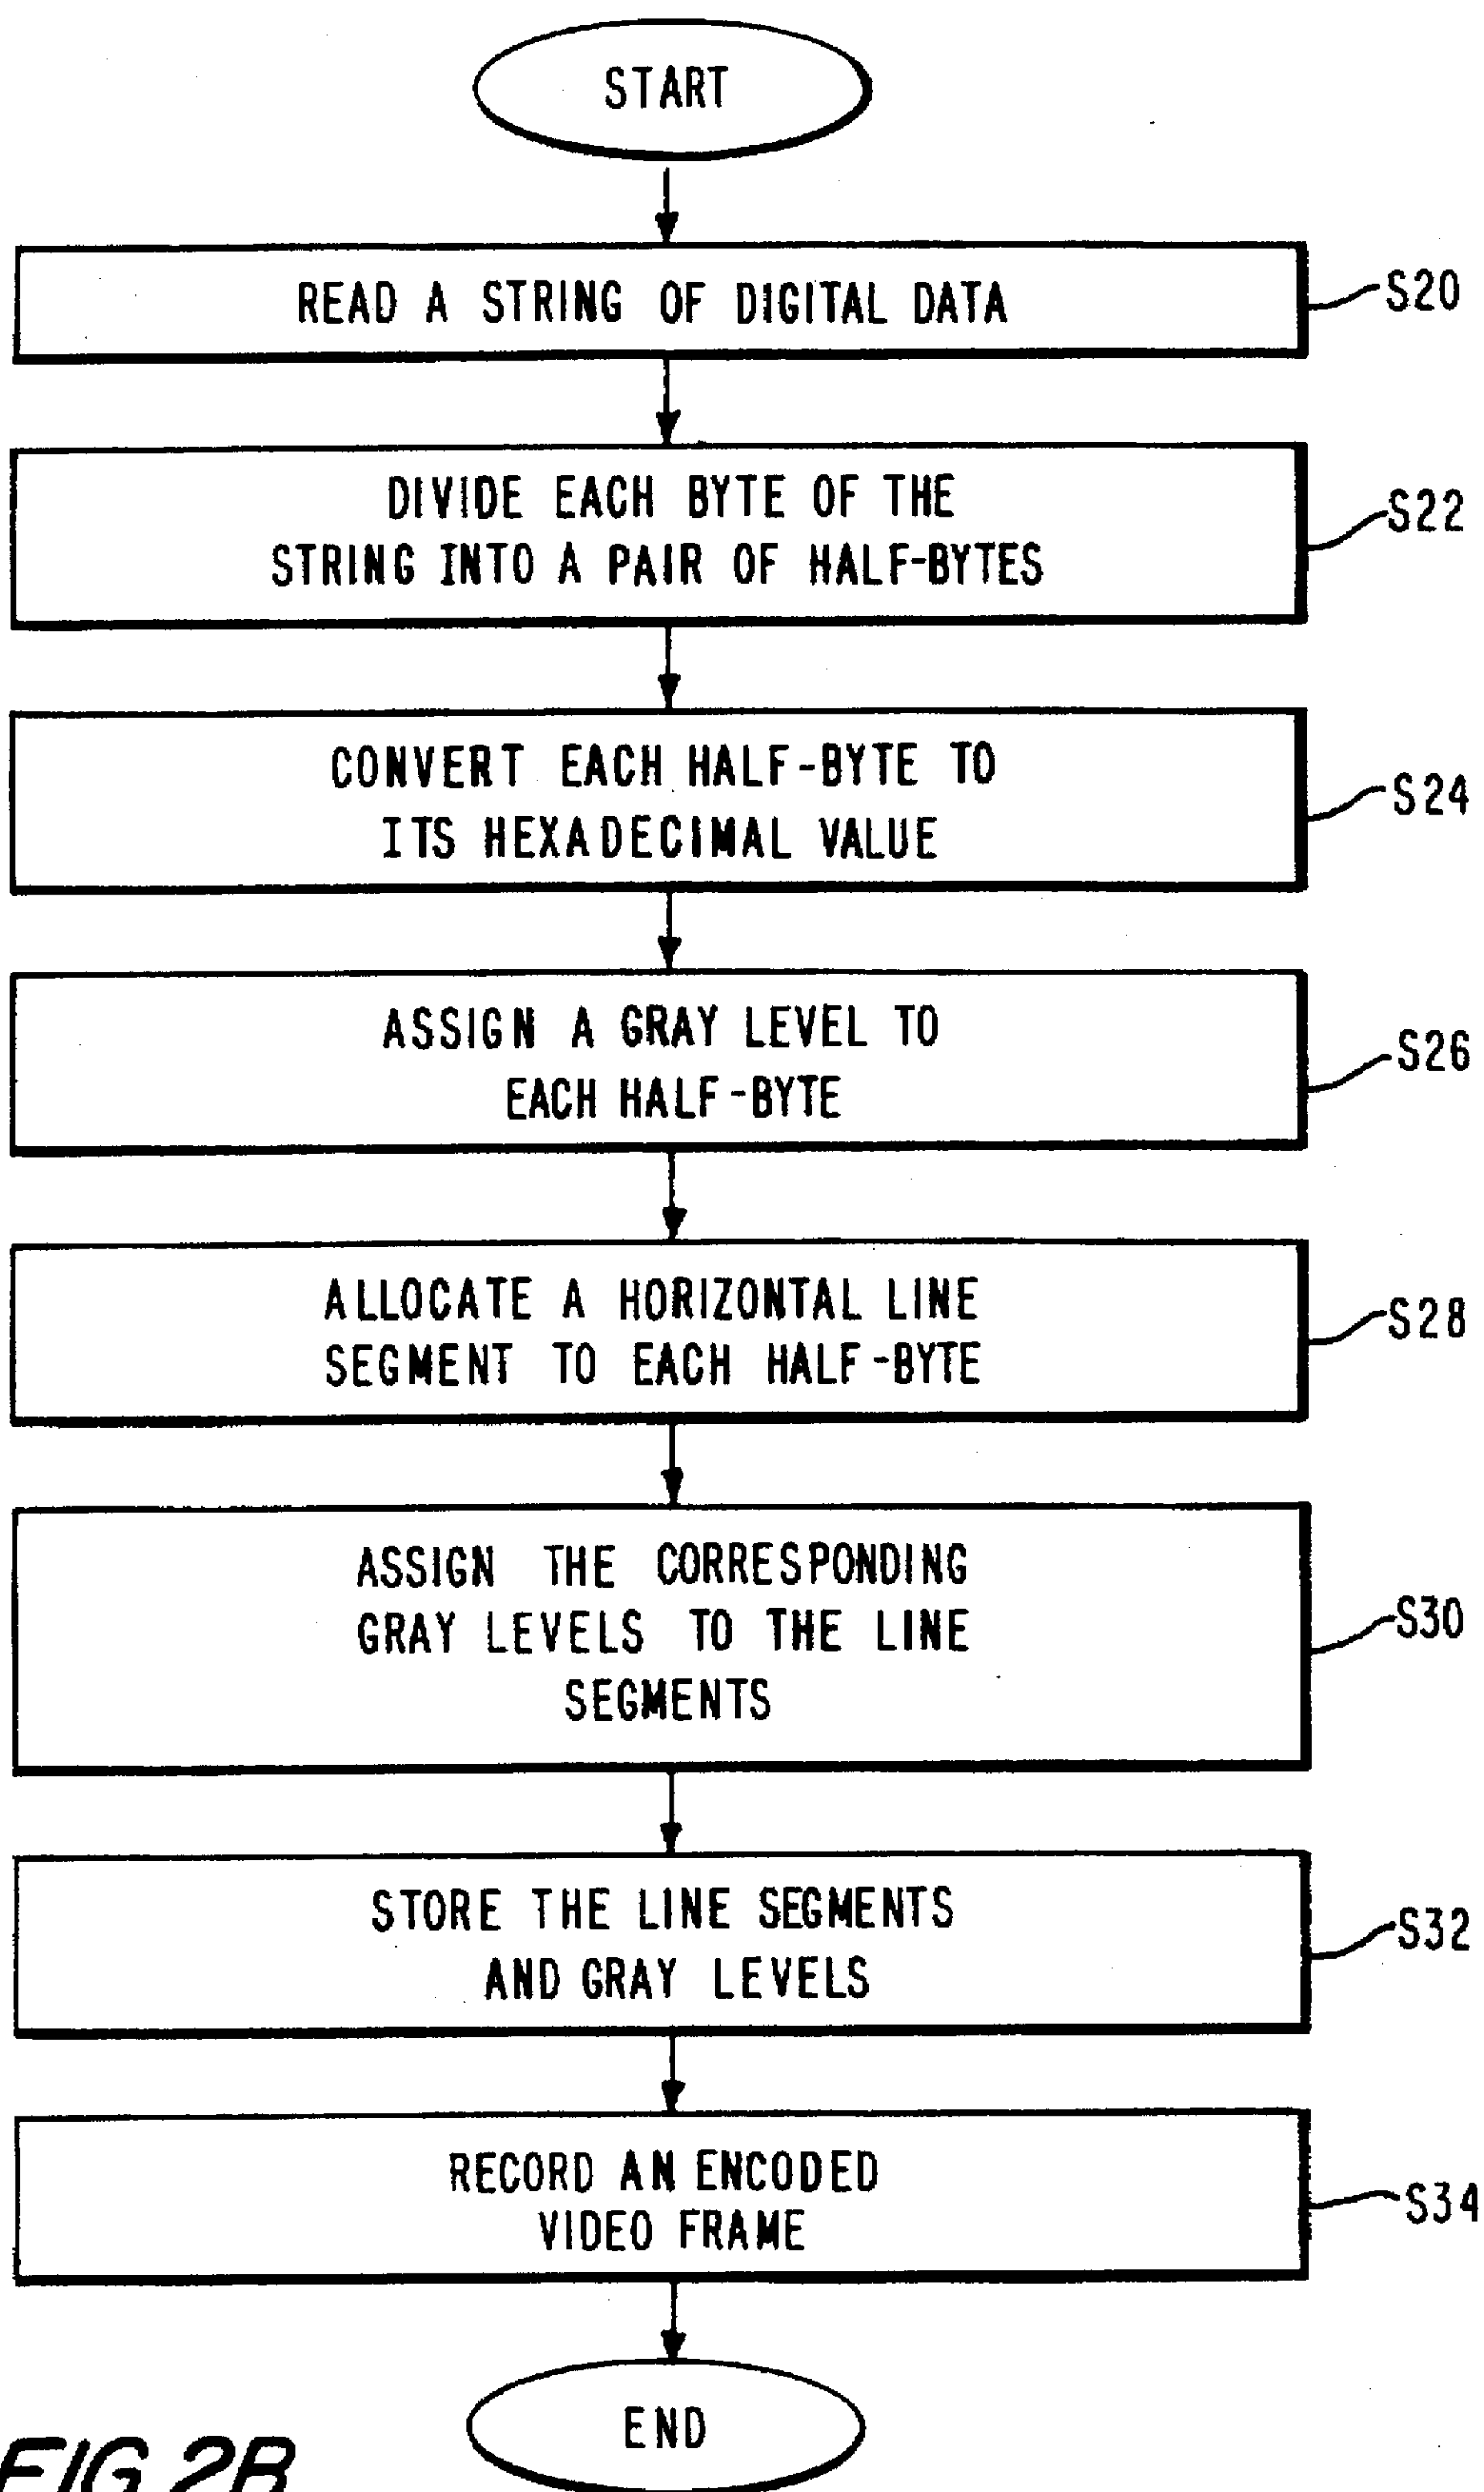 START
READ A STRING OF DIGITAL DATA
S20
DIVIDE EACH BYTE OF THE
STRING INTO A PAIR OF HALF-BYTES
S22
CONVERT EACH HALF-BYTE TO
ITS HEXADECIMAL VALUE
S24
ASSIGN A GRAY LEVEL TO
EACH HALF-BYTE
S26
ALLOCATE A HORIZONTAL LINE
SEGMENT TO EACH HALF-BYTE
S28
ASSIGN THE CORRESPONDING
GRAY LEVELS TO THE LINE
SEGMENTS
S30
STORE THE LINE SEGMENTS
AND GRAY LEVELS
S32
RECORD AN ENCODED
VIDEO FRAME
S34
END
FIG. 2B